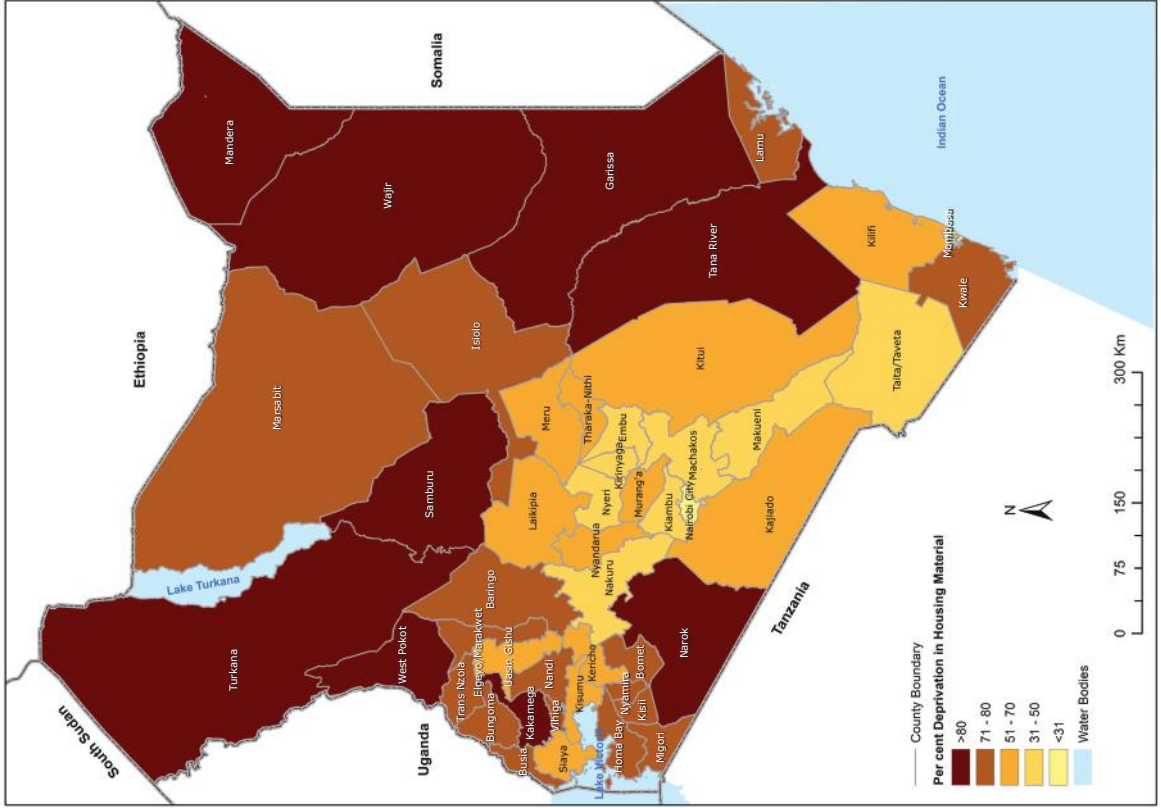 South Sudan
Ethiopia
Somalia
Uganda
Tanzania
Indian Ocean
Lake Turkana
Lake Victoria
Mandera
Wajir
Garissa
Lamu
Tana River
Kilifi
Mombasa
Kwale
Taita/Taveta
Marsabit
Isiolo
Samburu
Turkana
West Pokot
Baringo
Laikipia
Meru
Tharaka-Nithi
Kitui
Embu
Kirinyaga
Nyeri
Murang'a
Kiambu
Nairobi City
Machakos
Makueni
Kajiado
Nyandarua
Nakuru
Narok
Trans Nzoia
Elgeyo/Marakwet
Uasin Gishu
Nandi
Bungoma
Kakamega
Vihiga
Busia
Siaya
Kisumu
Kericho
Bomet
Nyamira
Kisii
Homa Bay
Migori
N
0 75 150 300 Km
County Boundary
Per cent Deprivation in Housing Material
>80
71 - 80
51 - 70
31 - 50
<31
Water Bodies